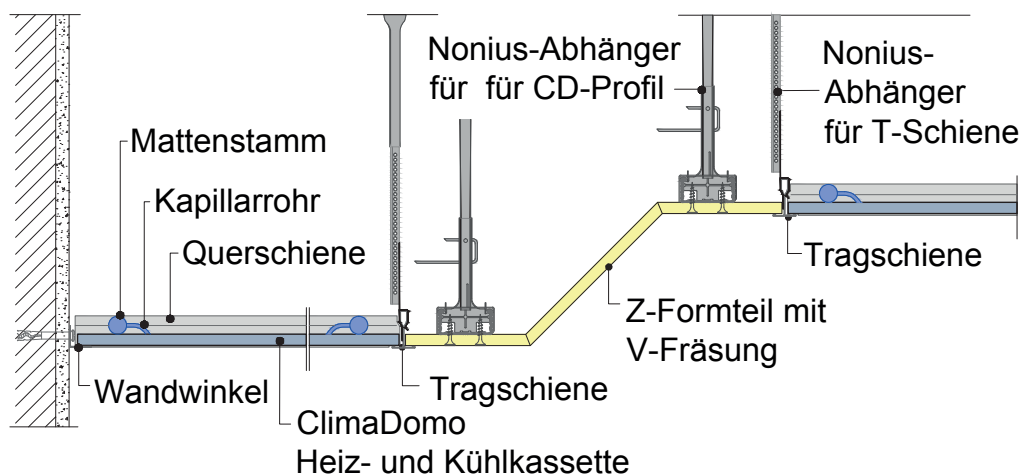 Nonius-Abhänger
für  für CD-Profil
Nonius-
Abhänger
für T-Schiene
Mattenstamm
Kapillarrohr
Querschiene
Tragschiene
Z-Formteil mit
V-Fräsung
Wandwinkel
Tragschiene
ClimaDomo
Heiz- und Kühlkassette